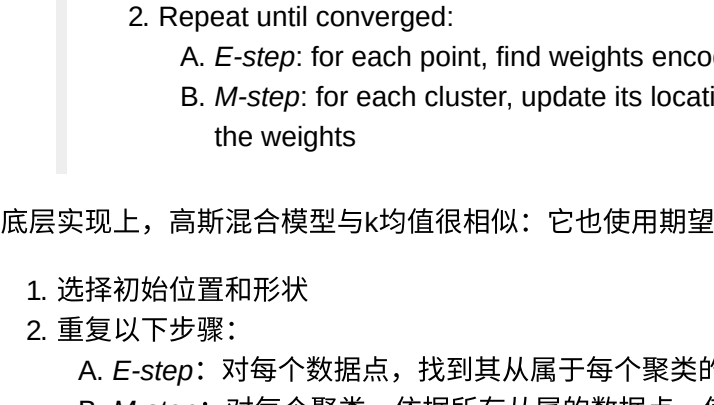 2. Repeat until converged:
A. E-step: for each point, find weights
B. M-step: for each cluster, update its
the weights
底层实现上，高斯混合模型与k均值很相似：它也使用期望
1. 选择初始位置和形状
2. 重复以下步骤：
A. E-step：对每个数据点，找到其从属于每个聚类的